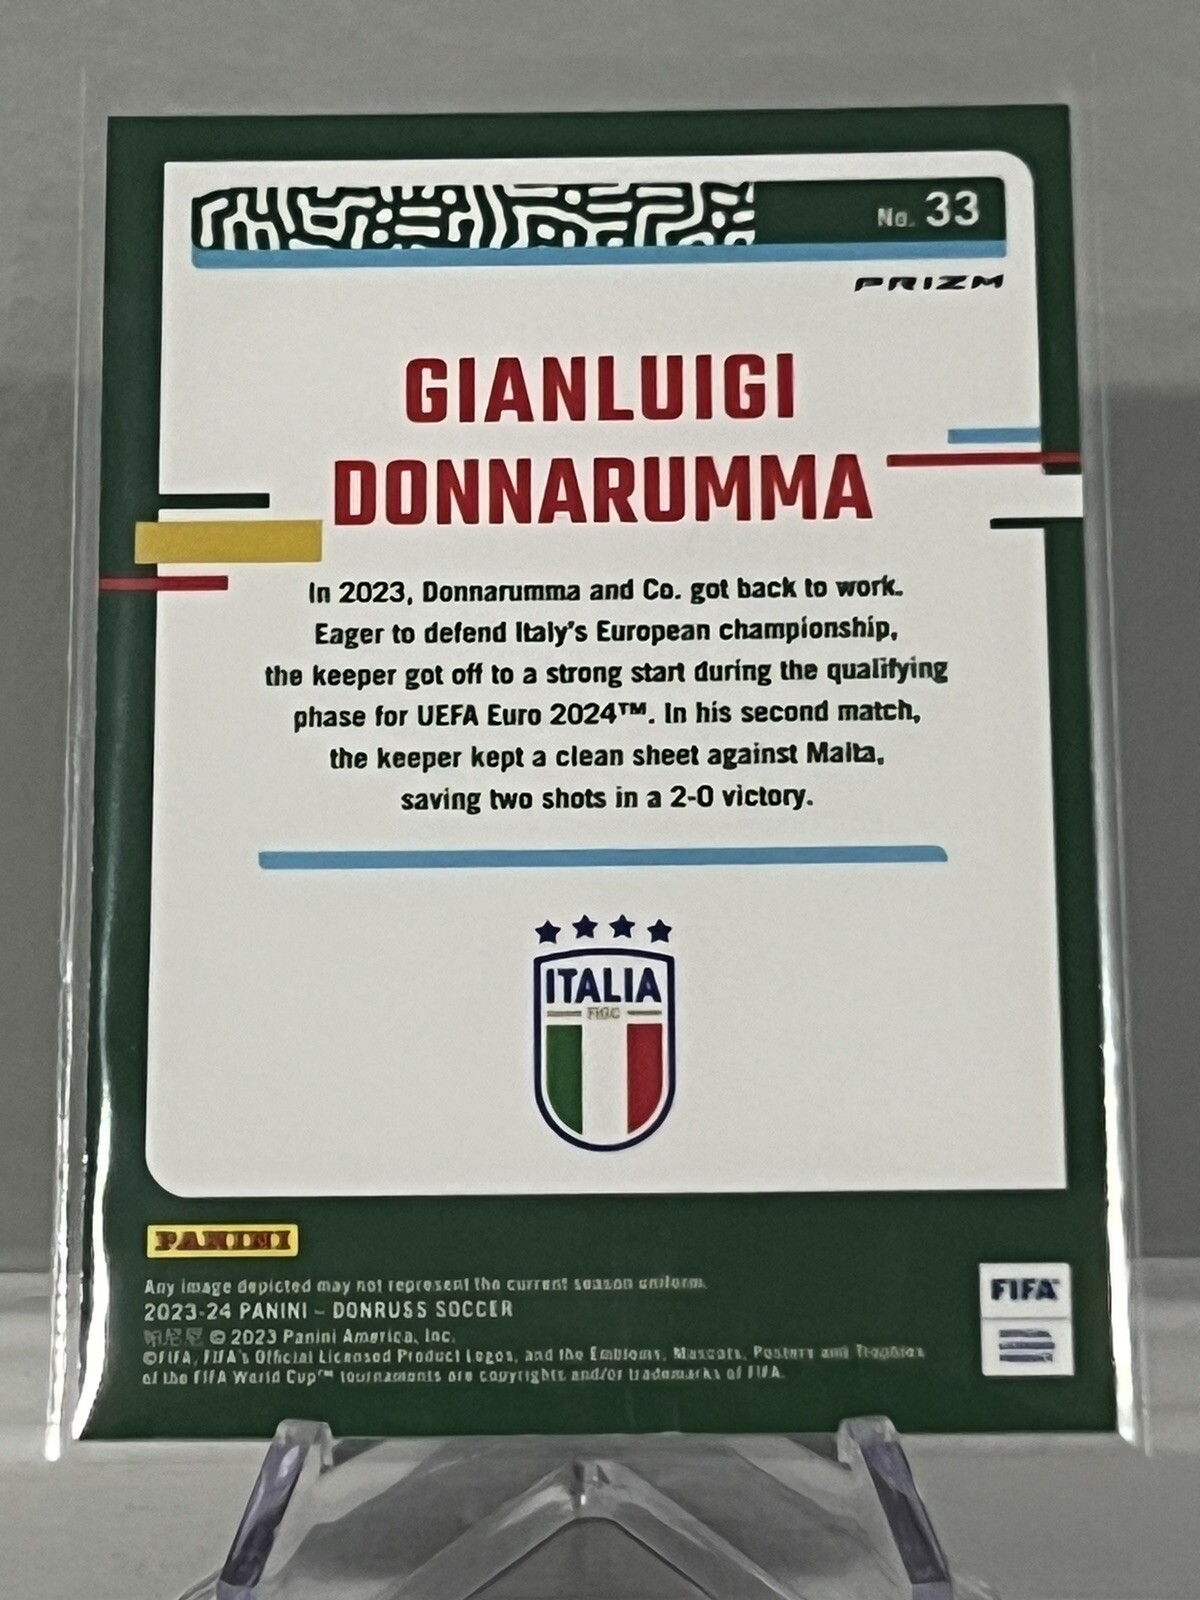 No. 33
PRIZM
GIANLUIGI
DONNARUMMA
In 2023, Donnarumma and Co. got back to work.
Eager to defend Italy's European championship,
the keeper got off to a strong start during the qualifying
phase for UEFA Euro 2024™. In his second match,
the keeper kept a clean sheet against Malta,
saving two shots in a 2-0 victory.
ITALIA
FIGC
PANINI
Any image depicted may not represent the current season uniform.
2023-24 PANINI – DONRUSS SOCCER
© 2023 Panini America, Inc.
©FIFA, FIFA's Official Licensed Product Logos, and the Emblems, Mascots, Posters and Trophies
of the FIFA World Cup™ tournaments are copyrights and/or trademarks of FIFA.
FIFA